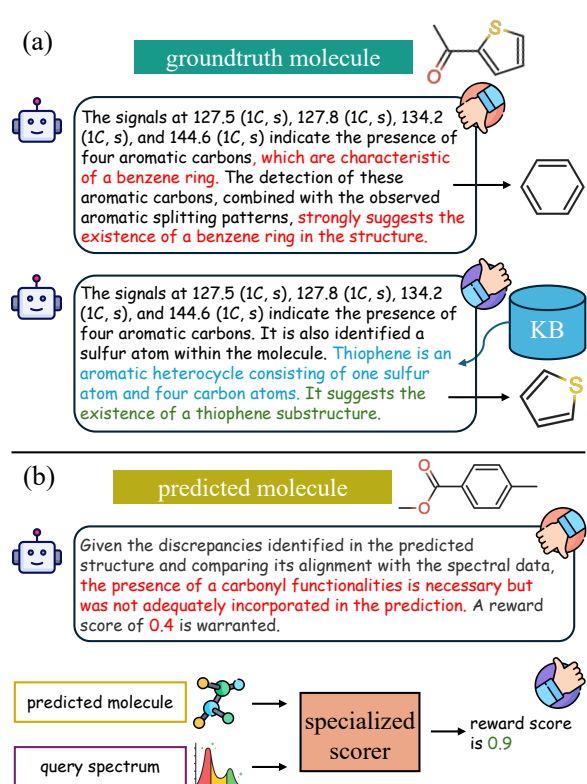 (a)
groundtruth molecule
S
O
The signals at 127.5 (1C, s), 127.8 (1C, s), 134.2
(1C, s), and 144.6 (1C, s) indicate the presence of
four aromatic carbons, which are characteristic
of a benzene ring. The detection of these
aromatic carbons, combined with the observed
aromatic splitting patterns, strongly suggests the
existence of a benzene ring in the structure.
The signals at 127.5 (1C, s), 127.8 (1C, s), 134.2
(1C, s), and 144.6 (1C, s) indicate the presence of
four aromatic carbons. It is also identified a
sulfur atom within the molecule. Thiophene is an
aromatic heterocycle consisting of one sulfur
atom and four carbon atoms. It suggests the
existence of a thiophene substructure.
KB
S
(b)
predicted molecule
O
O
Given the discrepancies identified in the predicted
structure and comparing its alignment with the spectral data,
the presence of a carbonyl functionalities is necessary but
was not adequately incorporated in the prediction. A reward
score of 0.4 is warranted.
predicted molecule
query spectrum
specialized
scorer
reward score
is 0.9